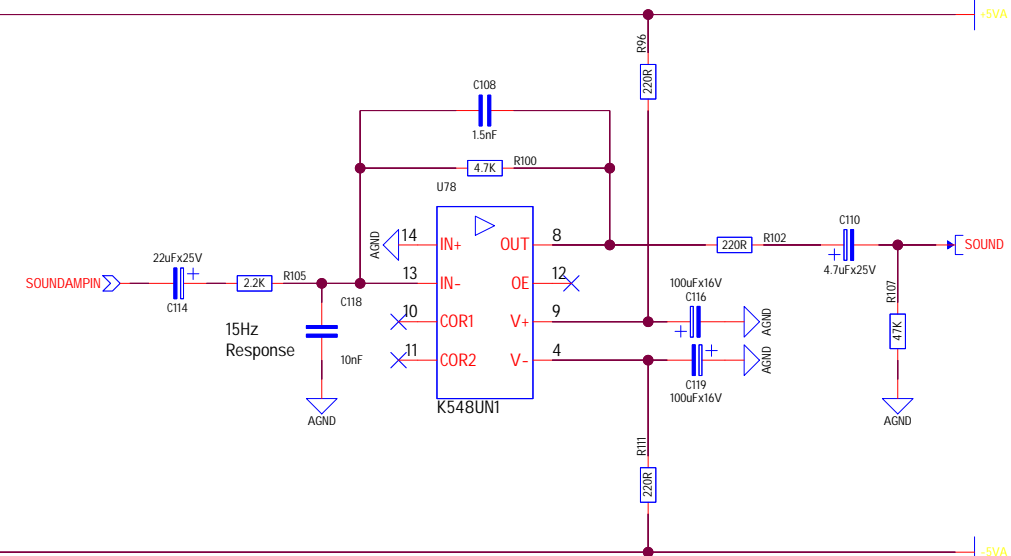 +5VA
R96
220R
C108
1.5nF
4.7K
R100
U78
AGND
14
IN+
OUT
8
220R
R102
C110
4.7uFx25V
SOUND
SOUNDAMPIN
22uFx25V
C114
2.2K
R105
C118
10nF
AGND
15Hz
Response
13
IN-
OE
12
10
COR1
V+
9
11
COR2
V-
4
K548UN1
100uFx16V
C116
AGND
C119
100uFx16V
AGND
R107
47K
AGND
R111
220R
-5VA